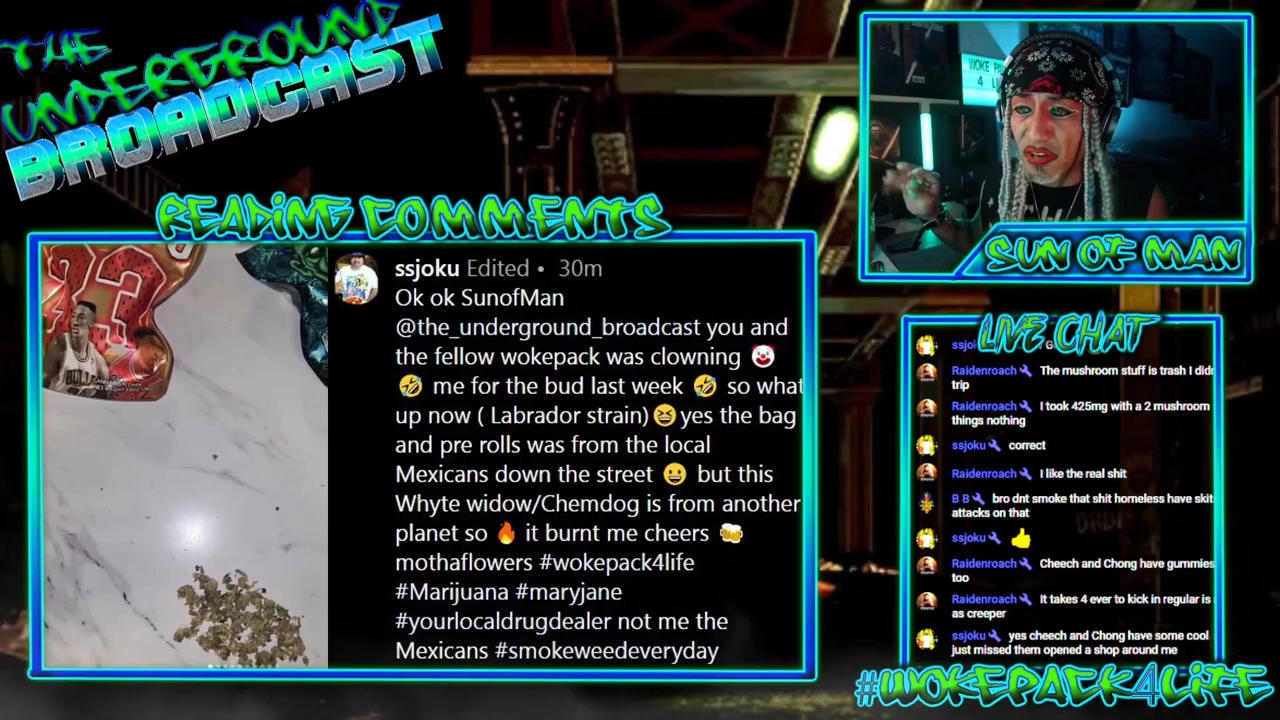 THE
UNDERGROUND
BROADCAST
READING COMMENTS
33
BULLS
ssjoku Edited • 30m
Ok ok SunofMan
@the_underground_broadcast you and
the fellow wokepack was clowning 🤡
🤣 me for the bud last week 🤣 so what
up now ( Labrador strain)😆yes the bag
and pre rolls was from the local
Mexicans down the street 😀 but this
Whyte widow/Chemdog is from another
planet so 🔥 it burnt me cheers 🍻
mothaflowers #wokepack4life
#Marijuana #maryjane
#yourlocaldrugdealer not me the
Mexicans #smokeweedeveryday
WOKE PA
4 L
SUN OF MAN
LIVE CHAT
ssjo
Raidenroach The mushroom stuff is trash I didn
trip
Raidenroach I took 425mg with a 2 mushroom
things nothing
ssjoku correct
Raidenroach I like the real shit
B B bro dnt smoke that shit homeless have skit
attacks on that
ssjoku 👍
Raidenroach Cheech and Chong have gummies
too
Raidenroach It takes 4 ever to kick in regular is
as creeper
ssjoku yes cheech and Chong have some cool
just missed them opened a shop around me
#WOKEPACK4LIFE